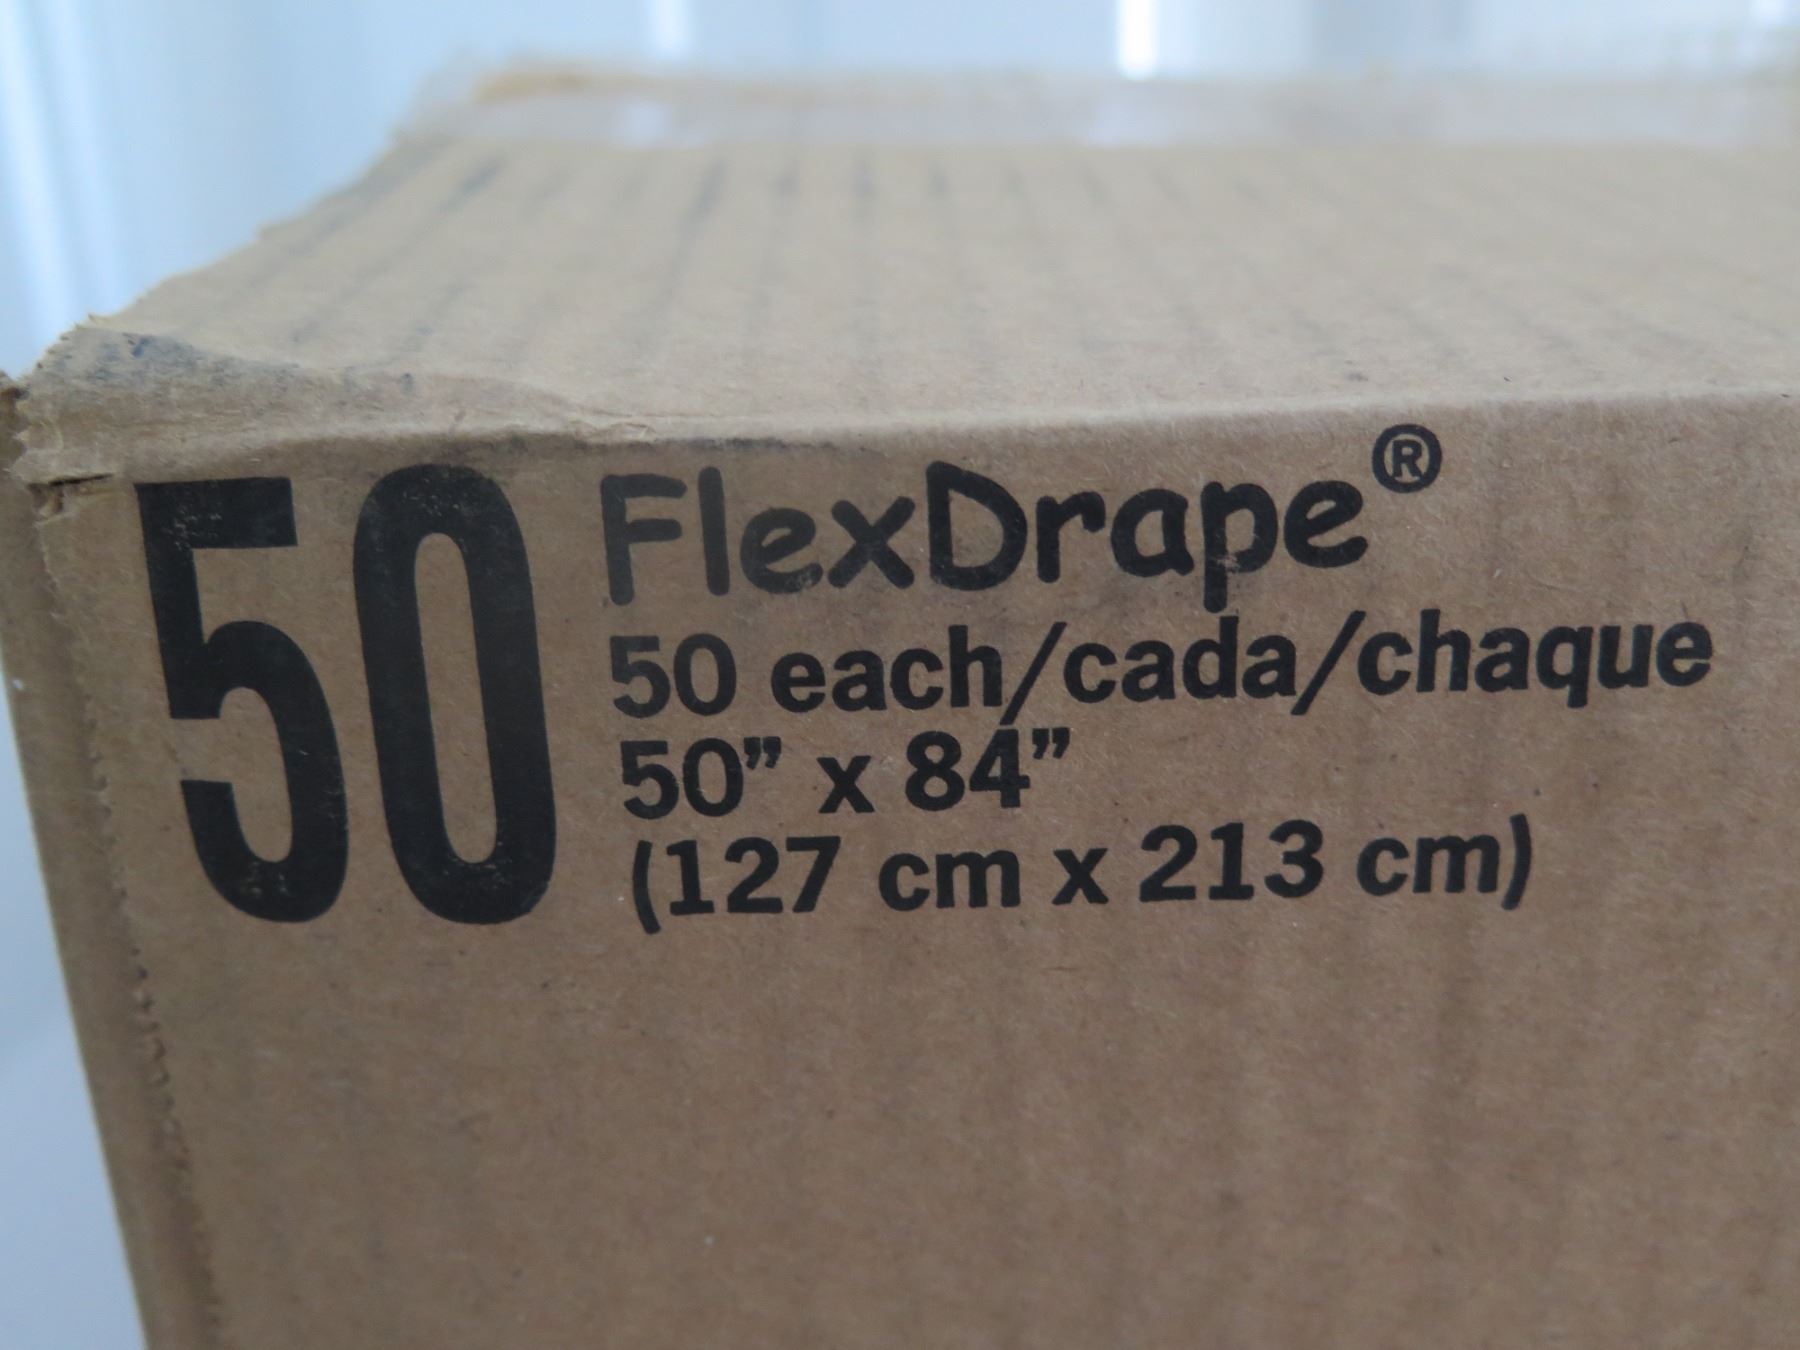 50
FlexDrape®
50 each/cada/chaque
50” x 84”
(127 cm x 213 cm)